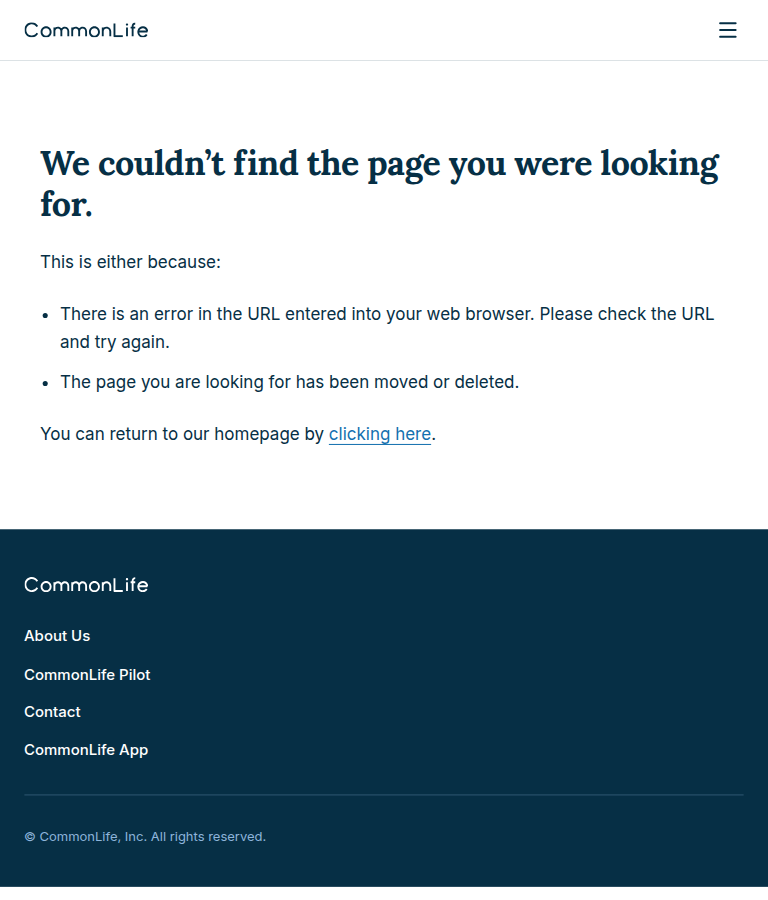 CommonLife
We couldn’t find the page you were looking
for.
This is either because:
• There is an error in the URL entered into your web browser. Please check the URL
and try again.
• The page you are looking for has been moved or deleted.
You can return to our homepage by clicking here.
CommonLife
About Us
CommonLife Pilot
Contact
CommonLife App
© CommonLife, Inc. All rights reserved.